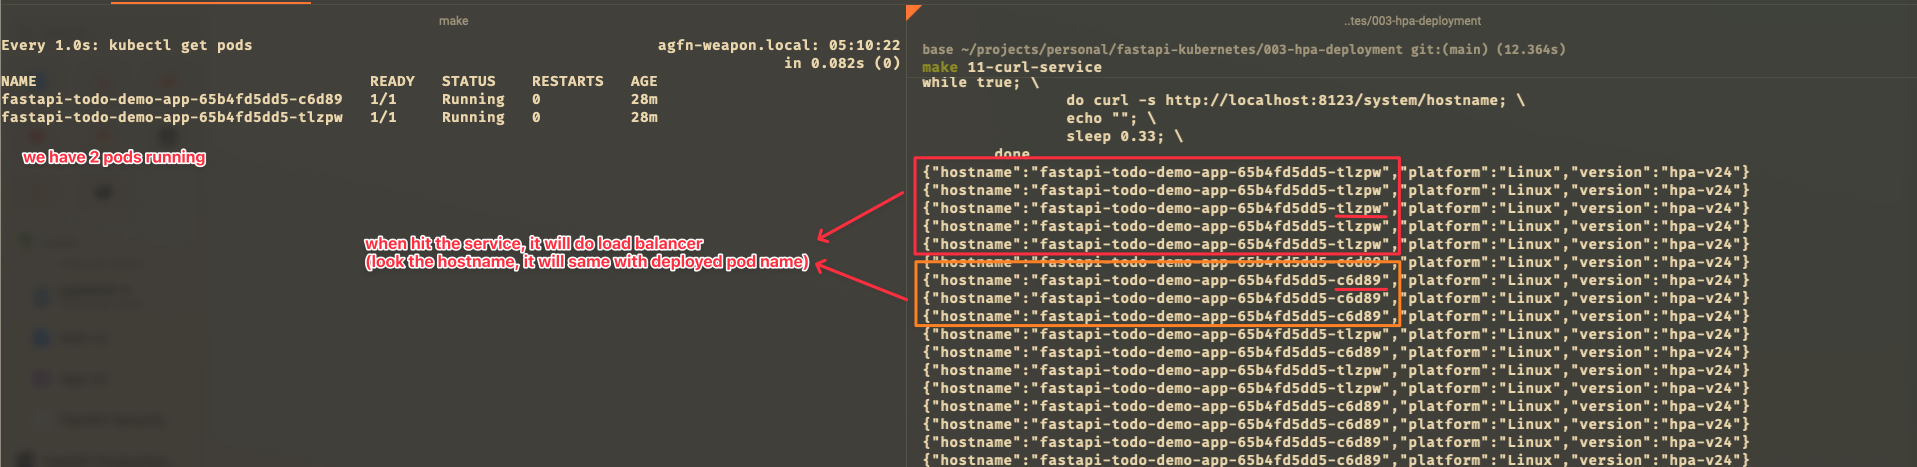 make
Every 1.0s: kubectl get pods
agfn-weapon.local: 05:10:22
in 0.082s (0)
NAME READY STATUS RESTARTS AGE
fastapi-todo-demo-app-65b4fd5dd5-c6d89 1/1 Running 0 28m
fastapi-todo-demo-app-65b4fd5dd5-tlzpw 1/1 Running 0 28m
we have 2 pods running
when hit the service, it will do load balancer
(look the hostname, it will same with deployed pod name)
..tes/003-hpa-deployment
base ~/projects/personal/fastapi-kubernetes/003-hpa-deployment git:(main) (12.364s)
make 11-curl-service
while true; \
do curl -s http://localhost:8123/system/hostname; \
echo ""; \
sleep 0.33; \
done
{"hostname":"fastapi-todo-demo-app-65b4fd5dd5-tlzpw","platform":"Linux","version":"hpa-v24"}
{"hostname":"fastapi-todo-demo-app-65b4fd5dd5-tlzpw","platform":"Linux","version":"hpa-v24"}
{"hostname":"fastapi-todo-demo-app-65b4fd5dd5-tlzpw","platform":"Linux","version":"hpa-v24"}
{"hostname":"fastapi-todo-demo-app-65b4fd5dd5-tlzpw","platform":"Linux","version":"hpa-v24"}
{"hostname":"fastapi-todo-demo-app-65b4fd5dd5-tlzpw","platform":"Linux","version":"hpa-v24"}
{"hostname":"fastapi-todo-demo-app-65b4fd5dd5-c6d89","platform":"Linux","version":"hpa-v24"}
{"hostname":"fastapi-todo-demo-app-65b4fd5dd5-c6d89","platform":"Linux","version":"hpa-v24"}
{"hostname":"fastapi-todo-demo-app-65b4fd5dd5-c6d89","platform":"Linux","version":"hpa-v24"}
{"hostname":"fastapi-todo-demo-app-65b4fd5dd5-c6d89","platform":"Linux","version":"hpa-v24"}
{"hostname":"fastapi-todo-demo-app-65b4fd5dd5-tlzpw","platform":"Linux","version":"hpa-v24"}
{"hostname":"fastapi-todo-demo-app-65b4fd5dd5-c6d89","platform":"Linux","version":"hpa-v24"}
{"hostname":"fastapi-todo-demo-app-65b4fd5dd5-tlzpw","platform":"Linux","version":"hpa-v24"}
{"hostname":"fastapi-todo-demo-app-65b4fd5dd5-tlzpw","platform":"Linux","version":"hpa-v24"}
{"hostname":"fastapi-todo-demo-app-65b4fd5dd5-c6d89","platform":"Linux","version":"hpa-v24"}
{"hostname":"fastapi-todo-demo-app-65b4fd5dd5-c6d89","platform":"Linux","version":"hpa-v24"}
{"hostname":"fastapi-todo-demo-app-65b4fd5dd5-c6d89","platform":"Linux","version":"hpa-v24"}
{"hostname":"fastapi-todo-demo-app-65b4fd5dd5-c6d89","platform":"Linux","version":"hpa-v24"}